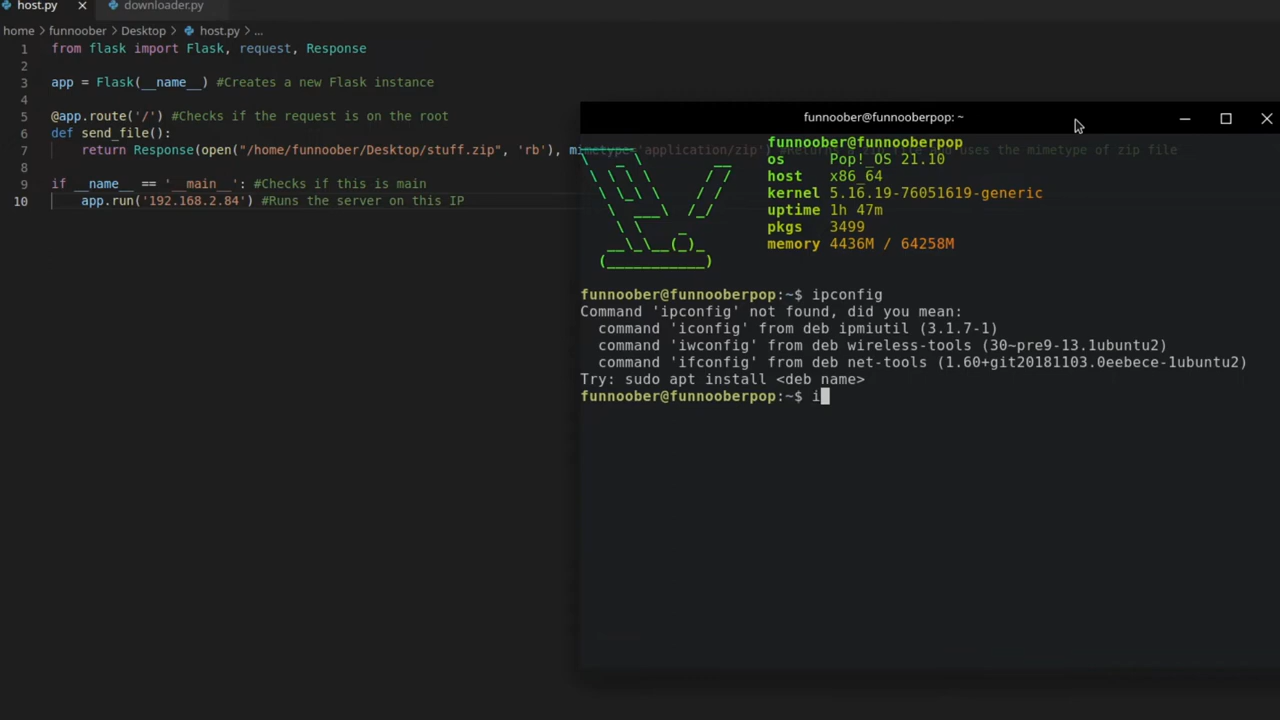 host.py
downloader.py
home
funnoober
Desktop
host.py
...
1 from flask import Flask, request, Response
2
3 app = Flask(__name__) #Creates a new Flask instance
4
5 @app.route('/') #Checks if the request is on the root
6 def send_file():
7 return Response(open("/home/funnoober/Desktop/stuff.zip", 'rb'), mimetype='application/zip') uses the mimetype of zip file
8
9 if __name__ == '__main__': #Checks if this is main
10 app.run('192.168.2.84') #Runs the server on this IP
funnoober@funnooberpop: ~
funnoober@funnooberpop
os Pop!_OS 21.10
host x86_64
kernel 5.16.19-76051619-generic
uptime 1h 47m
pkgs 3499
memory 4436M / 64258M
funnoober@funnooberpop:~$ ipconfig
Command 'ipconfig' not found, did you mean:
command 'iconfig' from deb ipmiutil (3.1.7-1)
command 'iwconfig' from deb wireless-tools (30~pre9-13.1ubuntu2)
command 'ifconfig' from deb net-tools (1.60+git20181103.0eebece-1ubuntu2)
Try: sudo apt install <deb name>
funnoober@funnooberpop:~$ i